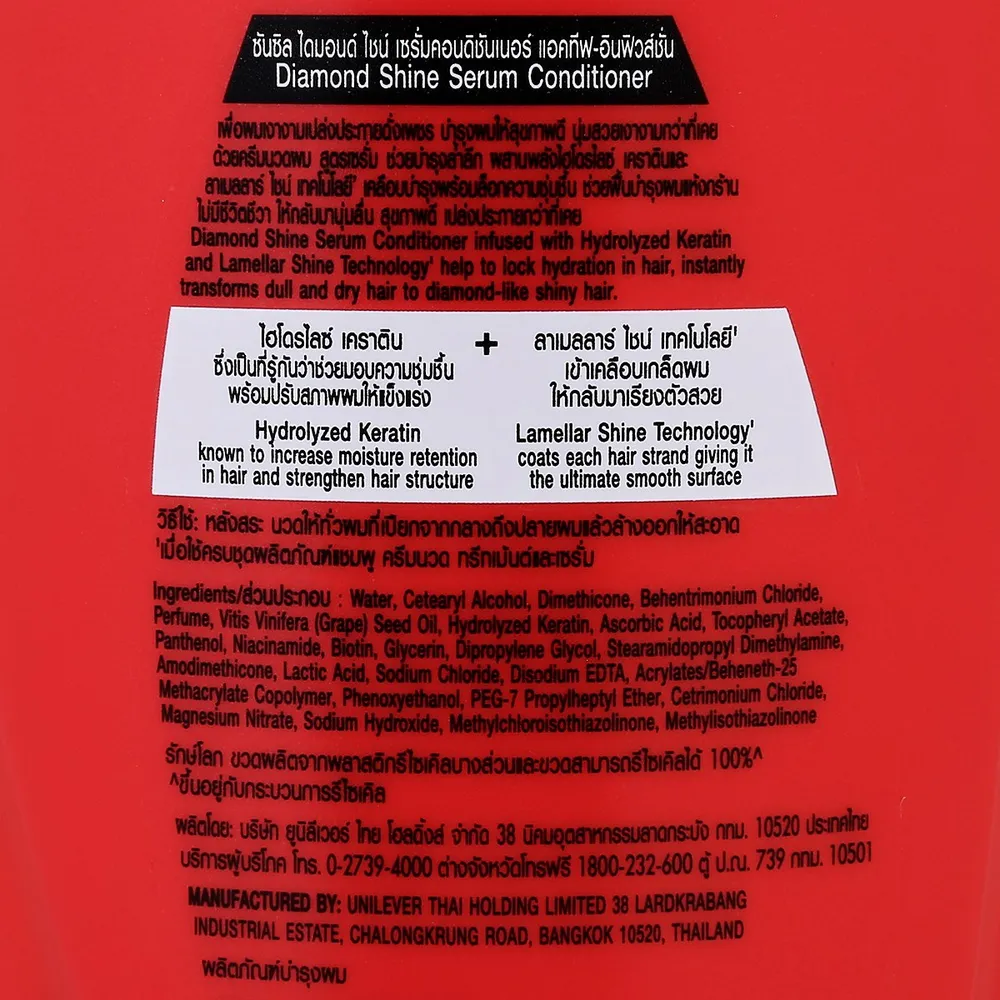 ซันซิล ไดมอนด์ ไชน์ เซรั่มคอนดิชันเนอร์ แอคทีฟ-อินฟิวส์ชั่น
Diamond Shine Serum Conditioner
เพื่อผมเงางามเปล่งประกายดั่งเพชร บำรุงผมให้สุขภาพดี นุ่มสวยเงางามกว่าที่เคย
ด้วยครีมนวดผม สูตรเซรั่ม ช่วยบำรุงล้ำลึก ผสานพลังไฮโดรไลซ์ เคราตินและ
ลาเมลลาร์ ไชน์ เทคโนโลยี' เคลือบบำรุงพร้อมล็อกความชุ่มชื้น ช่วยฟื้นบำรุงผมแห้งกร้าน
ไม่มีชีวิตชีวา ให้กลับมานุ่มลื่น สุขภาพดี เปล่งประกายกว่าที่เคย
Diamond Shine Serum Conditioner infused with Hydrolyzed Keratin
and Lamellar Shine Technology' help to lock hydration in hair, instantly
transforms dull and dry hair to diamond-like shiny hair.
ไฮโดรไลซ์ เคราติน
ซึ่งเป็นที่รู้กันว่าช่วยมอบความชุ่มชื้น
พร้อมปรับสภาพผมให้แข็งแรง
Hydrolyzed Keratin
known to increase moisture retention
in hair and strengthen hair structure
+
ลาเมลลาร์ ไชน์ เทคโนโลยี'
เข้าเคลือบเกล็ดผม
ให้กลับมาเรียงตัวสวย
Lamellar Shine Technology'
coats each hair strand giving it
the ultimate smooth surface
วิธีใช้: หลังสระ นวดให้ทั่วผมที่เปียกจากกลางถึงปลายผมแล้วล้างออกให้สะอาด
'เมื่อใช้ครบชุดผลิตภัณฑ์แชมพู ครีมนวด ทรีทเม้นต์และเซรั่ม
Ingredients/ส่วนประกอบ : Water, Cetearyl Alcohol, Dimethicone, Behentrimonium Chloride,
Perfume, Vitis Vinifera (Grape) Seed Oil, Hydrolyzed Keratin, Ascorbic Acid, Tocopheryl Acetate,
Panthenol, Niacinamide, Biotin, Glycerin, Dipropylene Glycol, Stearamidopropyl Dimethylamine,
Amodimethicone, Lactic Acid, Sodium Chloride, Disodium EDTA, Acrylates/Beheneth-25
Methacrylate Copolymer, Phenoxyethanol, PEG-7 Propylheptyl Ether, Cetrimonium Chloride,
Magnesium Nitrate, Sodium Hydroxide, Methylchloroisothiazolinone, Methylisothiazolinone
รักษ์โลก ขวดผลิตจากพลาสติกรีไซเคิลบางส่วนและขวดสามารถรีไซเคิลได้ 100%^
^ขึ้นอยู่กับกระบวนการรีไซเคิล
ผลิตโดย: บริษัท ยูนิลีเวอร์ ไทย โฮลดิ้งส์ จำกัด 38 นิคมอุตสาหกรรมลาดกระบัง กทม. 10520 ประเทศไทย
บริการผู้บริโภค โทร. 0-2739-4000 ต่างจังหวัดโทรฟรี 1800-232-600 ตู้ ป.ณ. 739 กทม. 10501
MANUFACTURED BY: UNILEVER THAI HOLDING LIMITED 38 LARDKRABANG
INDUSTRIAL ESTATE, CHALONGKRUNG ROAD, BANGKOK 10520, THAILAND
ผลิตภัณฑ์บำรุงผม